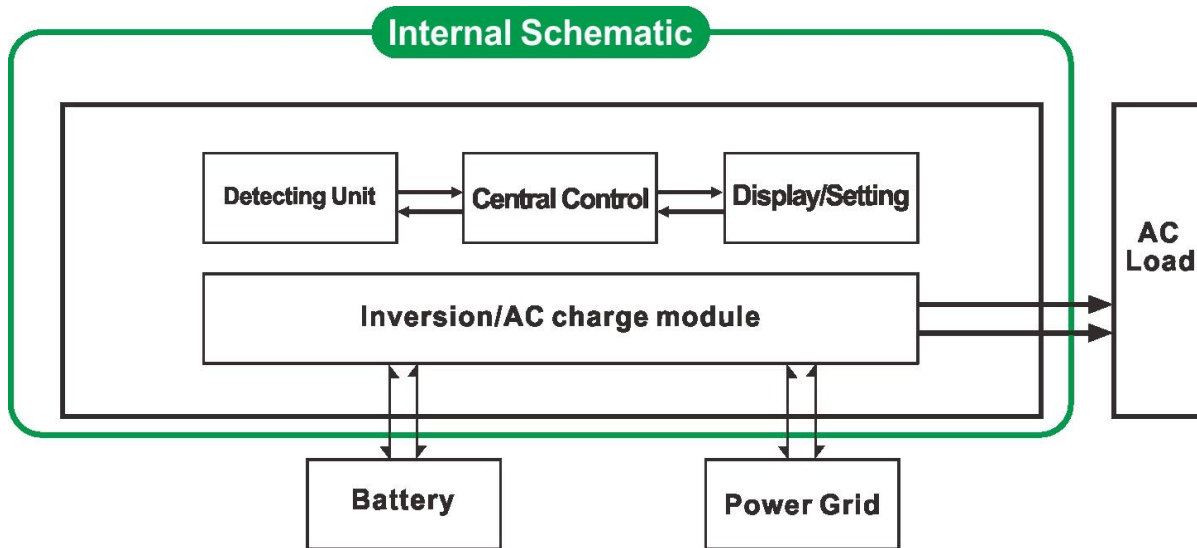 Internal Schematic
Detecting Unit
Central Control
Display/Setting
AC
Load
Inversion/AC charge module
Battery
Power Grid